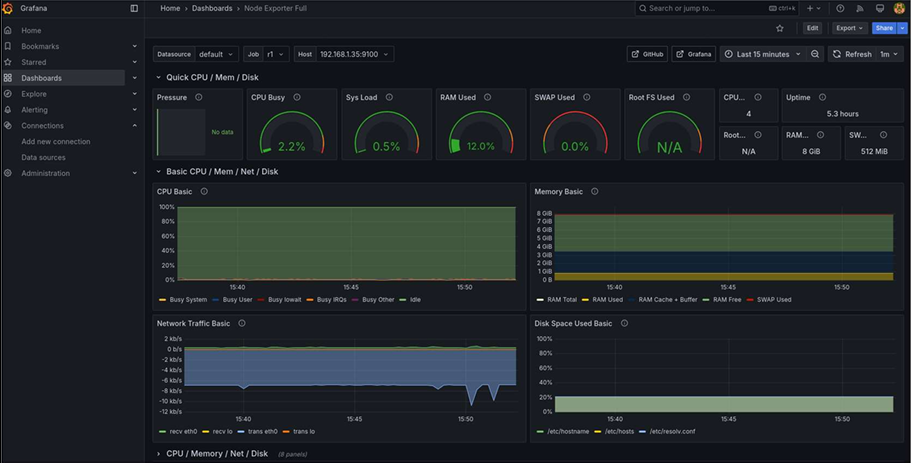 Grafana
Home › Dashboards › Node Exporter Full
Search or jump to...
ctrl+k
Home
Bookmarks
Starred
Dashboards
Explore
Alerting
Connections
Add new connection
Data sources
Administration
Edit
Export
Share
Datasource default
Job r1
Host 192.168.1.35:9100
GitHub
Grafana
Last 15 minutes
Refresh 1m
Quick CPU / Mem / Disk
Pressure
No data
CPU Busy
2.2%
Sys Load
0.5%
RAM Used
12.0%
SWAP Used
0.0%
Root FS Used
N/A
CPU...
4
Uptime
5.3 hours
Root...
N/A
RAM...
8 GiB
SW...
512 MiB
Basic CPU / Mem / Net / Disk
CPU Basic
100%
80%
60%
40%
20%
0%
15:40 15:45 15:50
Busy System Busy User Busy Iowait Busy IRQs Busy Other Idle
Memory Basic
8 GiB
7 GiB
6 GiB
5 GiB
4 GiB
3 GiB
2 GiB
1 GiB
0 B
15:40 15:45 15:50
RAM Total RAM Used RAM Cache + Buffer RAM Free SWAP Used
Network Traffic Basic
2 kb/s
0 b/s
-2 kb/s
-4 kb/s
-6 kb/s
-8 kb/s
-10 kb/s
-12 kb/s
15:40 15:45 15:50
recv eth0 recv lo trans eth0 trans lo
Disk Space Used Basic
100%
80%
60%
40%
20%
0%
15:40 15:45 15:50
/etc/hostname /etc/hosts /etc/resolv.conf
CPU / Memory / Net / Disk (8 panels)